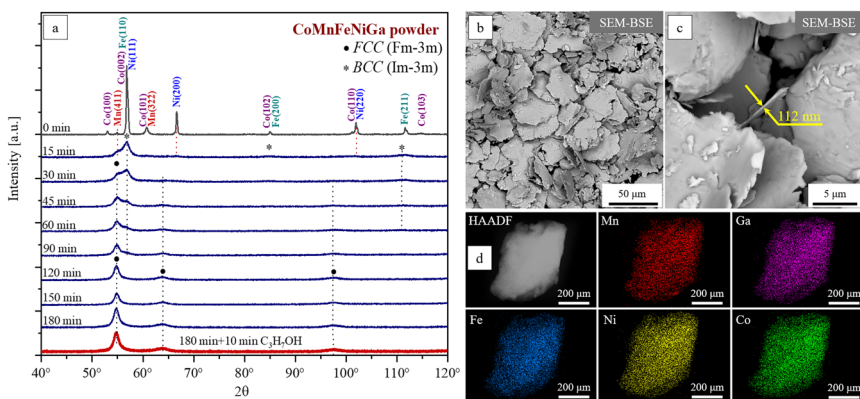 a
CoMnFeNiGa powder
● FCC (Fm-3m)
* BCC (Im-3m)
Co(100)
Mn(411)
Co(002)
Fe(110)
Ni(111)
Co(101)
Mn(322)
Ni(200)
Co(102)
Fe(200)
Co(110)
Ni(220)
Fe(211)
Co(103)
0 min
15 min
30 min
45 min
60 min
90 min
120 min
150 min
180 min
180 min+10 min C₃H₇OH
Intensity [a.u.]
40° 50° 60° 70° 80° 90° 100° 110° 120°
2θ
b
SEM-BSE
50 μm
c
SEM-BSE
112 nm
5 μm
HAADF
d
200 μm
Mn
200 μm
Ga
200 μm
Fe
200 μm
Ni
200 μm
Co
200 μm